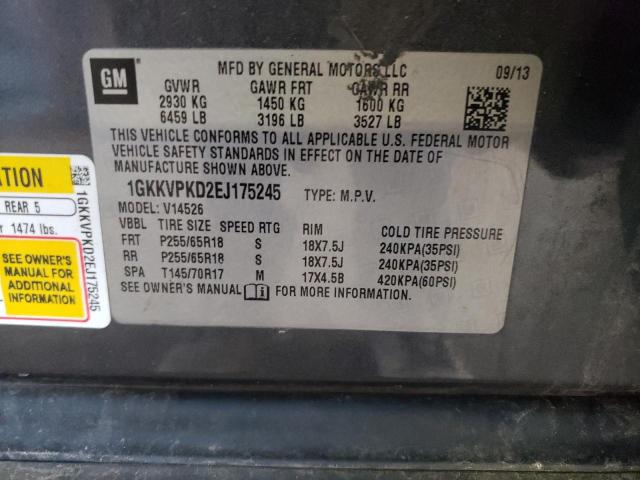 GM
MFD BY GENERAL MOTORS LLC
09/13
GVWR GAWR FRT GAWR RR
2930 KG 1450 KG 1600 KG
6459 LB 3196 LB 3527 LB
THIS VEHICLE CONFORMS TO ALL APPLICABLE U.S. FEDERAL MOTOR
VEHICLE SAFETY STANDARDS IN EFFECT ON THE DATE OF
MANUFACTURE SHOWN ABOVE.
1GKKVPKD2EJ175245 TYPE: M.P.V.
MODEL: V14526
VBBL TIRE SIZE SPEED RTG RIM COLD TIRE PRESSURE
FRT P255/65R18 S 18X7.5J 240KPA(35PSI)
RR P255/65R18 S 18X7.5J 240KPA(35PSI)
SPA T145/70R17 M 17X4.5B 420KPA(60PSI)
SEE OWNER'S MANUAL FOR MORE INFORMATION.
REAR 5
1474 lbs.
SEE OWNER'S
MANUAL FOR
ADDITIONAL
INFORMATION
1GKKVPKD2EJ175245